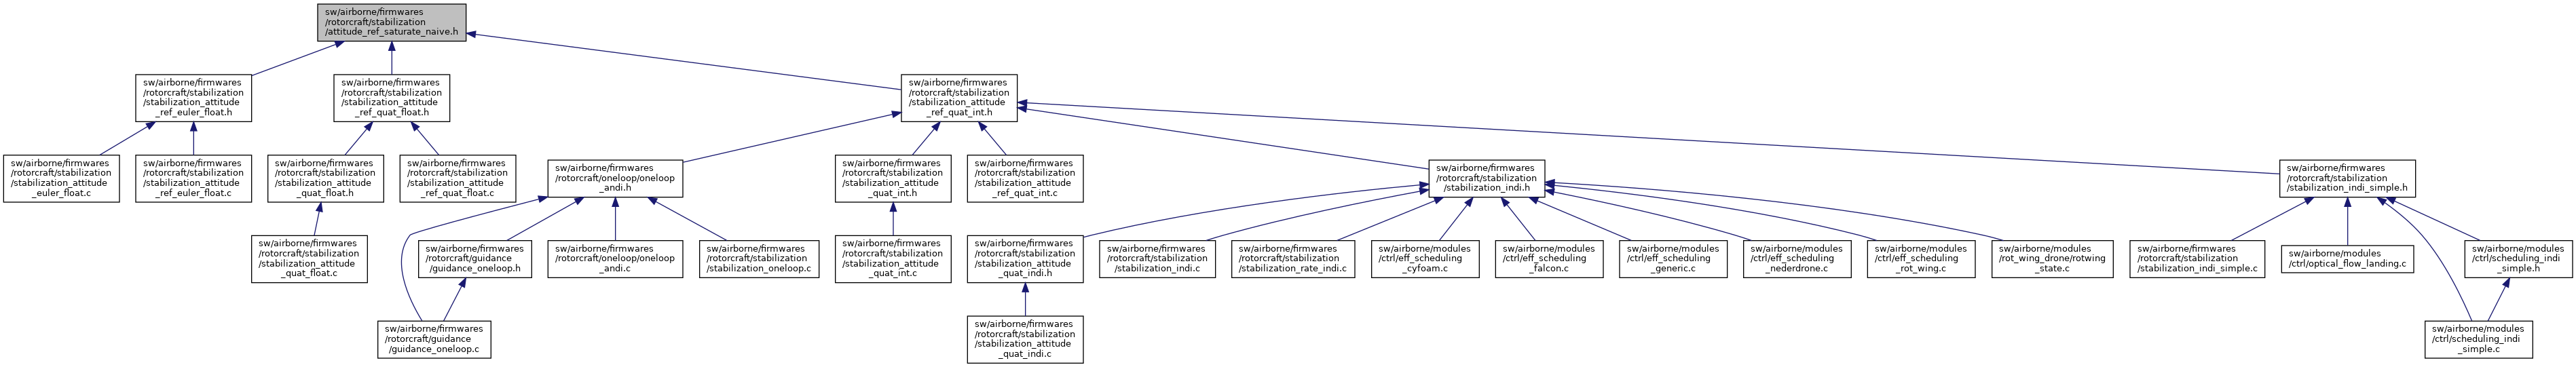 sw/airborne/firmwares
/rotorcraft/stabilization
/attitude_ref_saturate_naive.h
sw/airborne/firmwares
/rotorcraft/stabilization
/stabilization_attitude
_ref_euler_float.h
sw/airborne/firmwares
/rotorcraft/stabilization
/stabilization_attitude
_ref_quat_float.h
sw/airborne/firmwares
/rotorcraft/stabilization
/stabilization_attitude
_ref_quat_int.h
sw/airborne/firmwares
/rotorcraft/stabilization
/stabilization_attitude
_euler_float.c
sw/airborne/firmwares
/rotorcraft/stabilization
/stabilization_attitude
_ref_euler_float.c
sw/airborne/firmwares
/rotorcraft/stabilization
/stabilization_attitude
_quat_float.h
sw/airborne/firmwares
/rotorcraft/stabilization
/stabilization_attitude
_ref_quat_float.c
sw/airborne/firmwares
/rotorcraft/oneloop/oneloop
_andi.h
sw/airborne/firmwares
/rotorcraft/stabilization
/stabilization_attitude
_quat_int.h
sw/airborne/firmwares
/rotorcraft/stabilization
/stabilization_attitude
_ref_quat_int.c
sw/airborne/firmwares
/rotorcraft/stabilization
/stabilization_indi.h
sw/airborne/firmwares
/rotorcraft/stabilization
/stabilization_indi_simple.h
sw/airborne/firmwares
/rotorcraft/stabilization
/stabilization_attitude
_quat_float.c
sw/airborne/firmwares
/rotorcraft/guidance
/guidance_oneloop.h
sw/airborne/firmwares
/rotorcraft/oneloop/oneloop
_andi.c
sw/airborne/firmwares
/rotorcraft/stabilization
/stabilization_oneloop.c
sw/airborne/firmwares
/rotorcraft/stabilization
/stabilization_attitude
_quat_int.c
sw/airborne/firmwares
/rotorcraft/stabilization
/stabilization_attitude
_quat_indi.h
sw/airborne/firmwares
/rotorcraft/stabilization
/stabilization_indi.c
sw/airborne/firmwares
/rotorcraft/stabilization
/stabilization_rate_indi.c
sw/airborne/modules
/ctrl/eff_scheduling
_cyfoam.c
sw/airborne/modules
/ctrl/eff_scheduling
_falcon.c
sw/airborne/modules
/ctrl/eff_scheduling
_generic.c
sw/airborne/modules
/ctrl/eff_scheduling
_nederdrone.c
sw/airborne/modules
/ctrl/eff_scheduling
_rot_wing.c
sw/airborne/modules
/rot_wing_drone/rotwing
_state.c
sw/airborne/firmwares
/rotorcraft/stabilization
/stabilization_indi_simple.c
sw/airborne/modules
/ctrl/optical_flow_landing.c
sw/airborne/modules
/ctrl/scheduling_indi
_simple.h
sw/airborne/firmwares
/rotorcraft/guidance
/guidance_oneloop.c
sw/airborne/firmwares
/rotorcraft/stabilization
/stabilization_attitude
_quat_indi.c
sw/airborne/modules
/ctrl/scheduling_indi
_simple.c